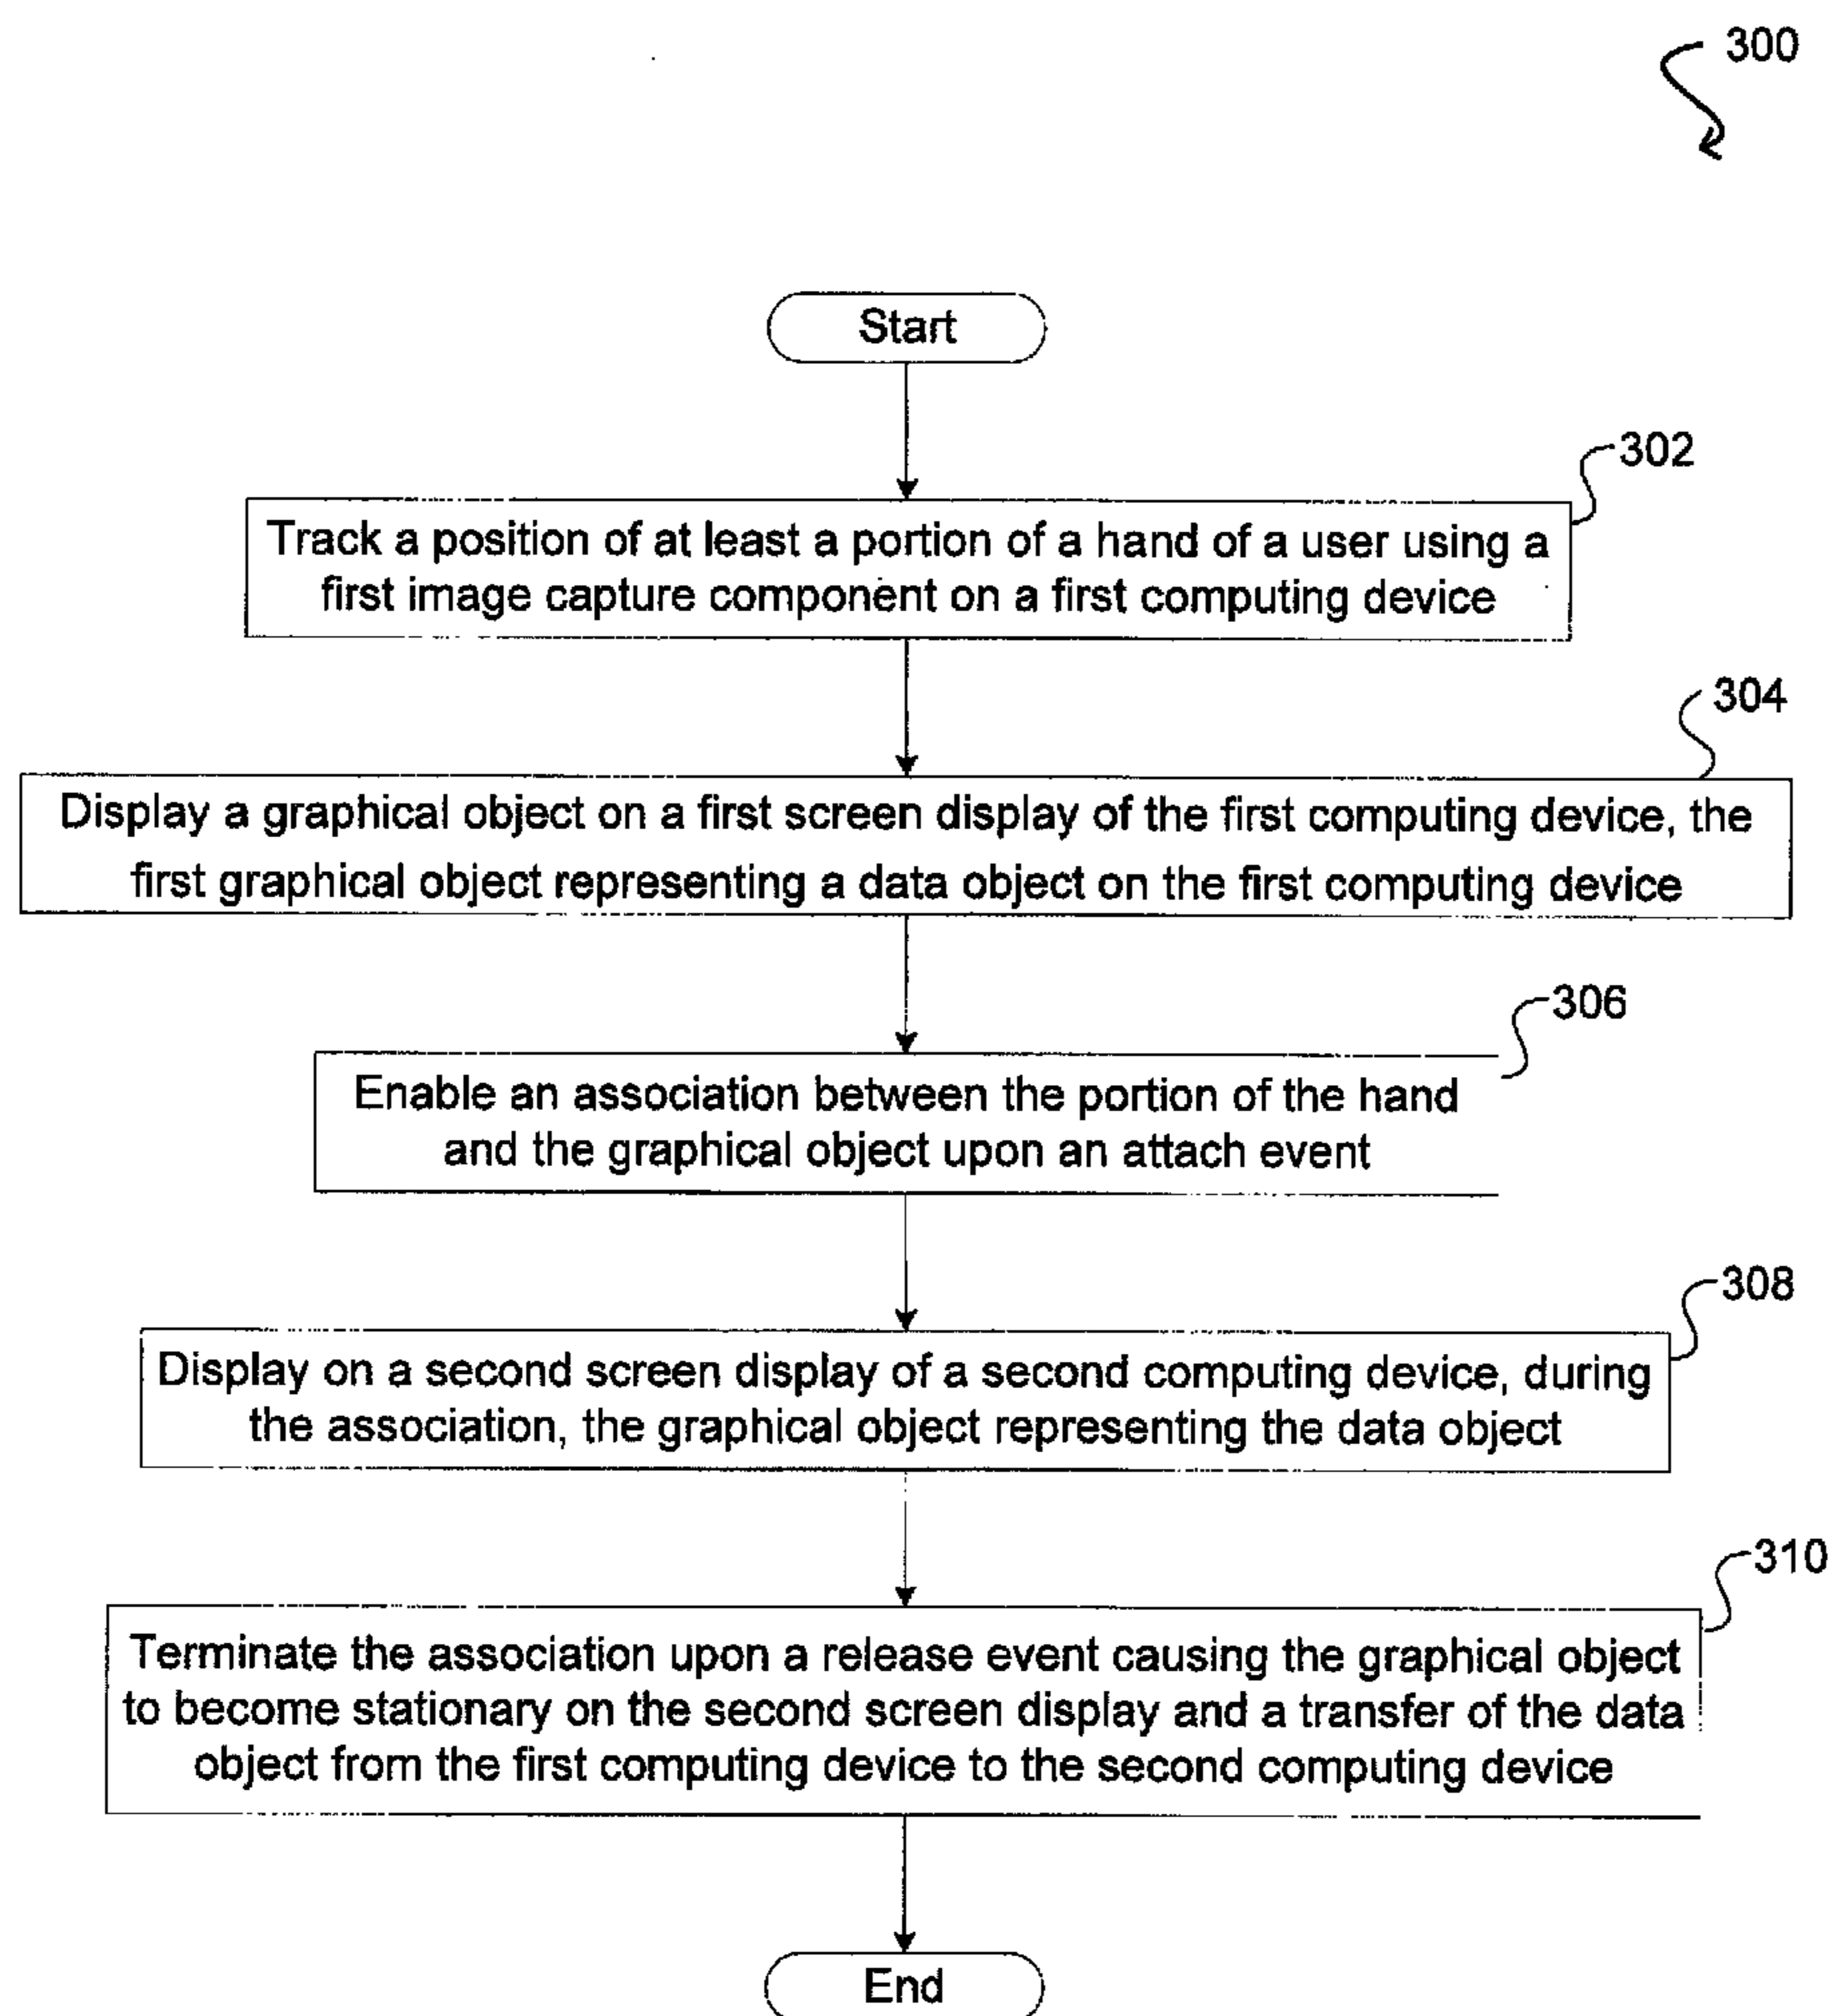 300
Start
302
Track a position of at least a portion of a hand of a user using a
first image capture component on a first computing device
304
Display a graphical object on a first screen display of the first computing device, the
first graphical object representing a data object on the first computing device
306
Enable an association between the portion of the hand
and the graphical object upon an attach event
308
Display on a second screen display of a second computing device, during
the association, the graphical object representing the data object
310
Terminate the association upon a release event causing the graphical object
to become stationary on the second screen display and a transfer of the data
object from the first computing device to the second computing device
End